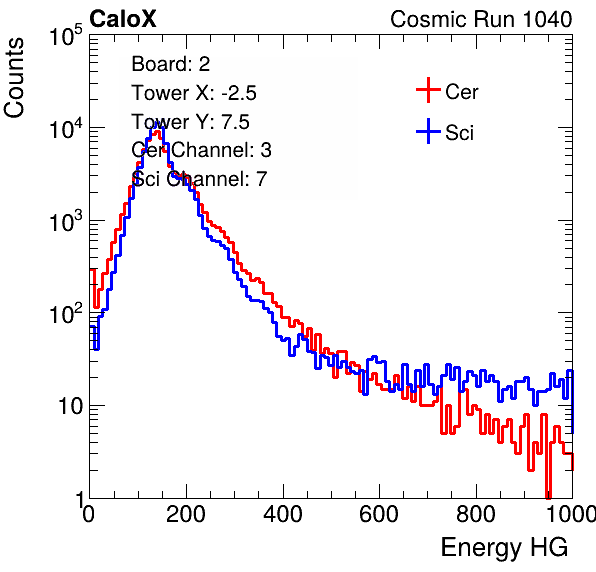 CaloX Cosmic Run 1040
Counts
10^5
10^4
10^3
10^2
10
1
Board: 2
Tower X: -2.5
Tower Y: 7.5
Cer Channel: 3
Sci Channel: 7
Cer
Sci
0 200 400 600 800 1000
Energy HG